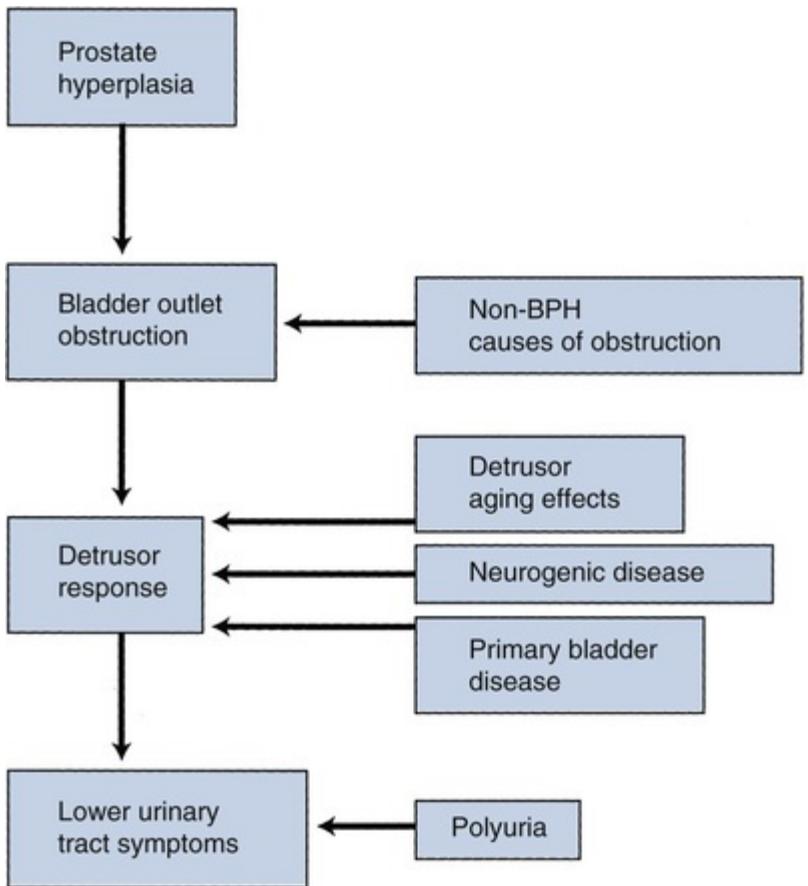 Prostate
hyperplasia
Bladder outlet
obstruction
Non-BPH
causes of obstruction
Detrusor
aging effects
Detrusor
response
Neurogenic disease
Primary bladder
disease
Lower urinary
tract symptoms
Polyuria